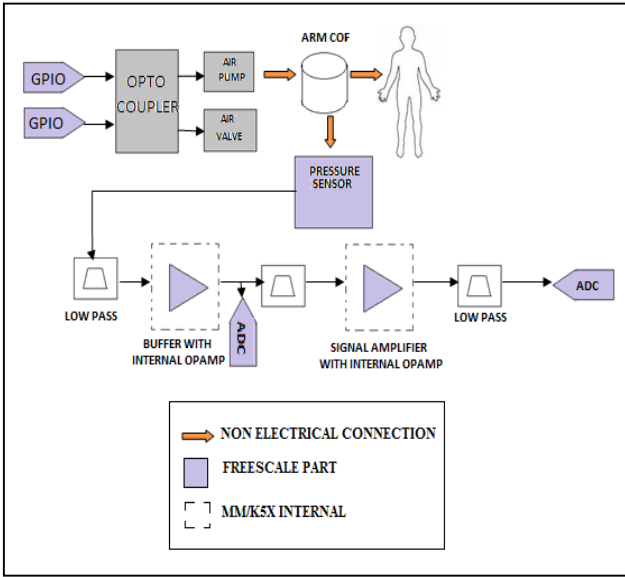 ARM COF
GPIO
GPIO
OPTO
COUPLER
AIR
PUMP
AIR
VALVE
PRESSURE
SENSOR
LOW PASS
BUFFER WITH
INTERNAL OPAMP
ADC
SIGNAL AMPLIFIER
WITH INTERNAL OPAMP
LOW PASS
ADC
NON ELECTRICAL CONNECTION
FREESCALE PART
MM/K5X INTERNAL